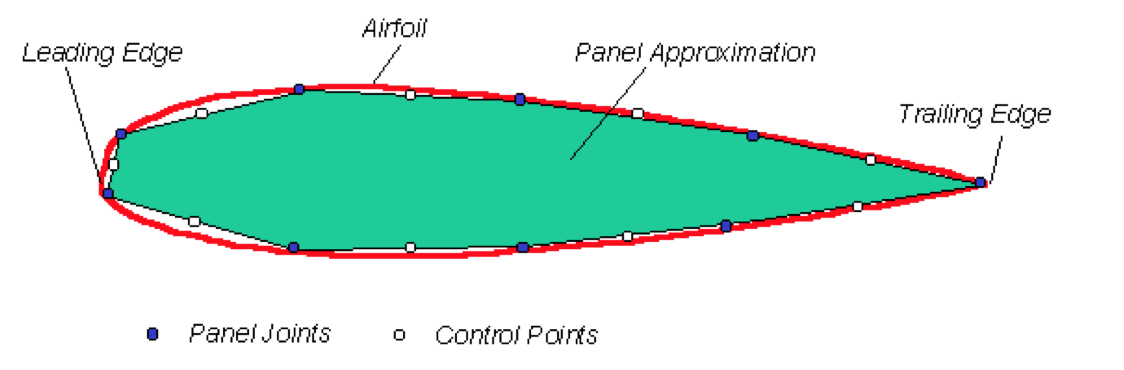 Airfoil
Leading Edge
Panel Approximation
Trailing Edge
Panel Joints
Control Points